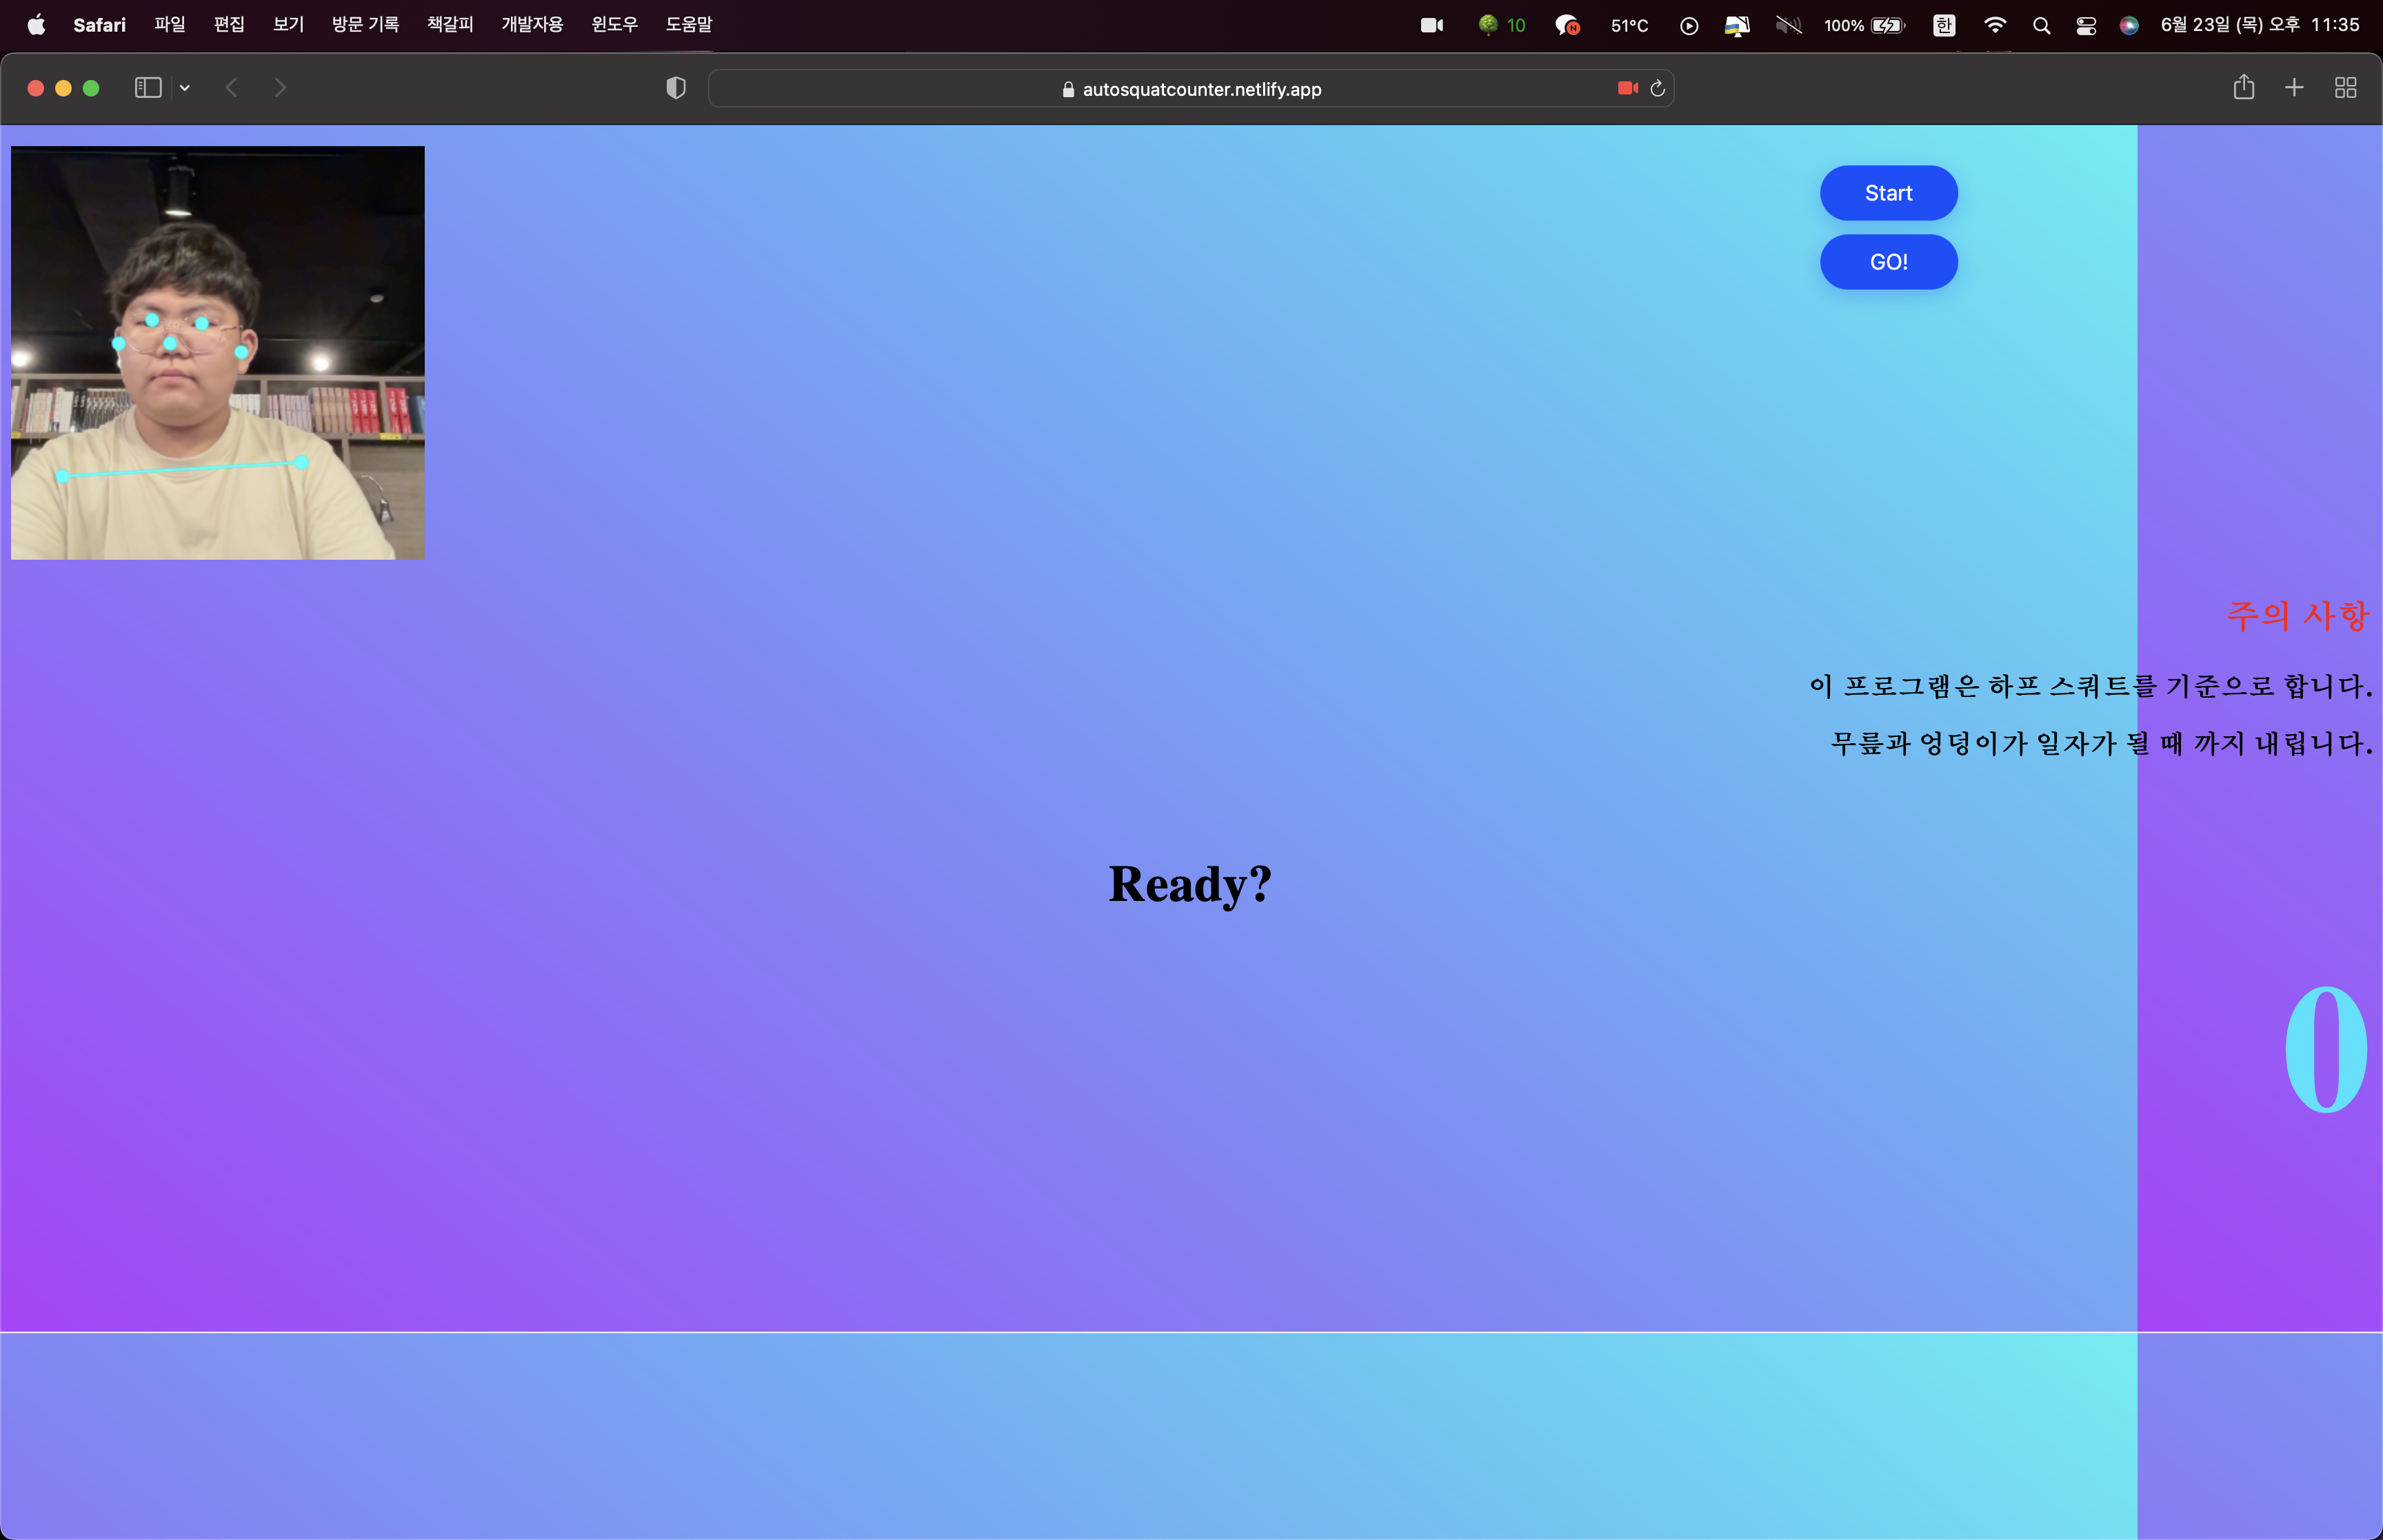 Safari 파일 편집 보기 방문 기록 책갈피 개발자용 윈도우 도움말 10 N 51°C 100% 한 6월 23일 (목) 오후 11:35
autosquatcounter.netlify.app
Start
GO!
주의 사항
이 프로그램은 하프 스쿼트를 기준으로 합니다.
무릎과 엉덩이가 일자가 될 때 까지 내립니다.
Ready?
0